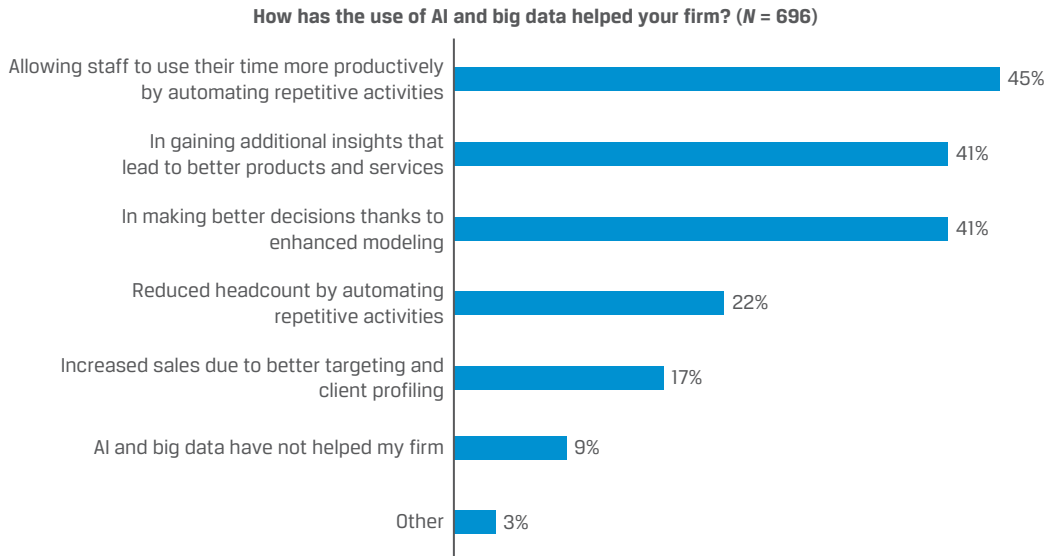 How has the use of AI and big data helped your firm? (N = 696)
Allowing staff to use their time more productively
by automating repetitive activities
45%
In gaining additional insights that
lead to better products and services
41%
In making better decisions thanks to
enhanced modeling
41%
Reduced headcount by automating
repetitive activities
22%
Increased sales due to better targeting and
client profiling
17%
AI and big data have not helped my firm
9%
Other
3%